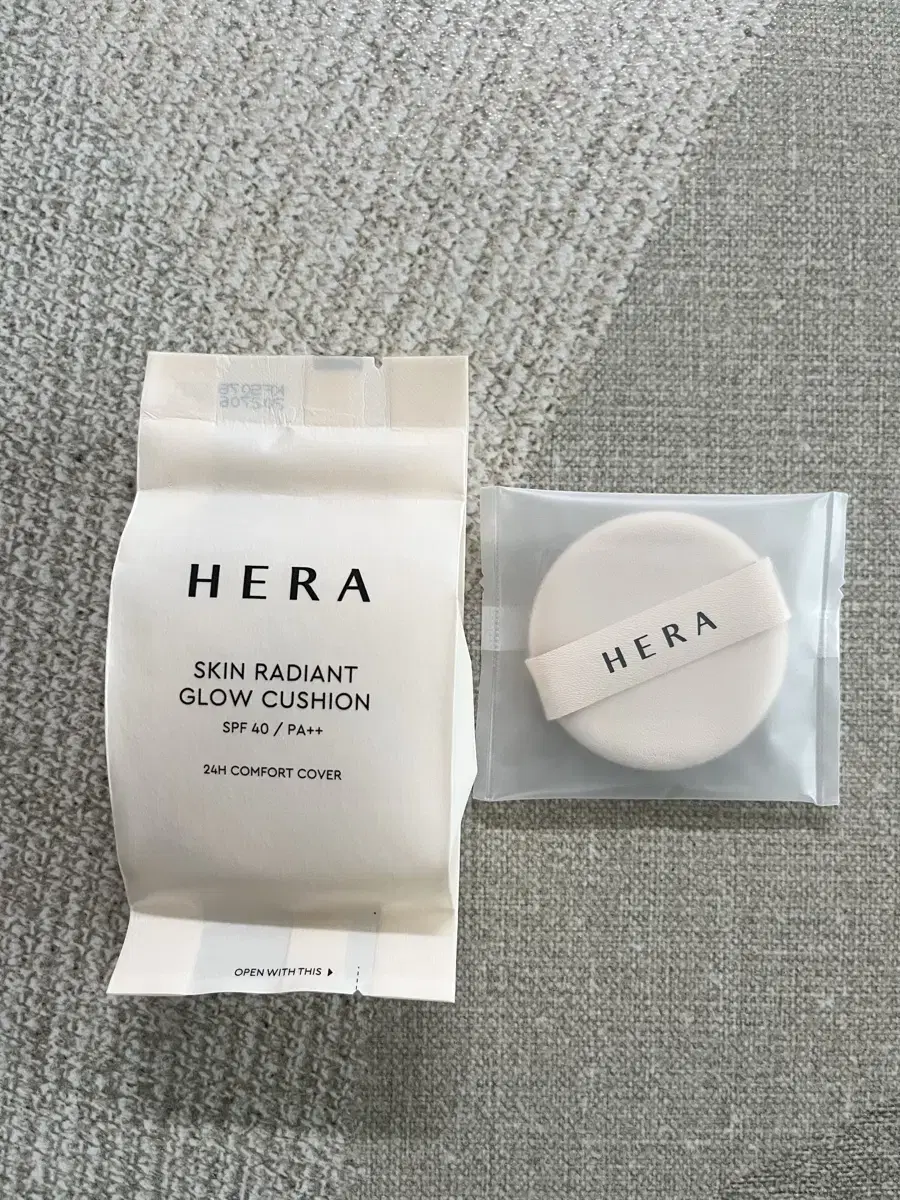 HERA
SKIN RADIANT
GLOW CUSHION
SPF 40 / PA++
24H COMFORT COVER
OPEN WITH THIS
HERA